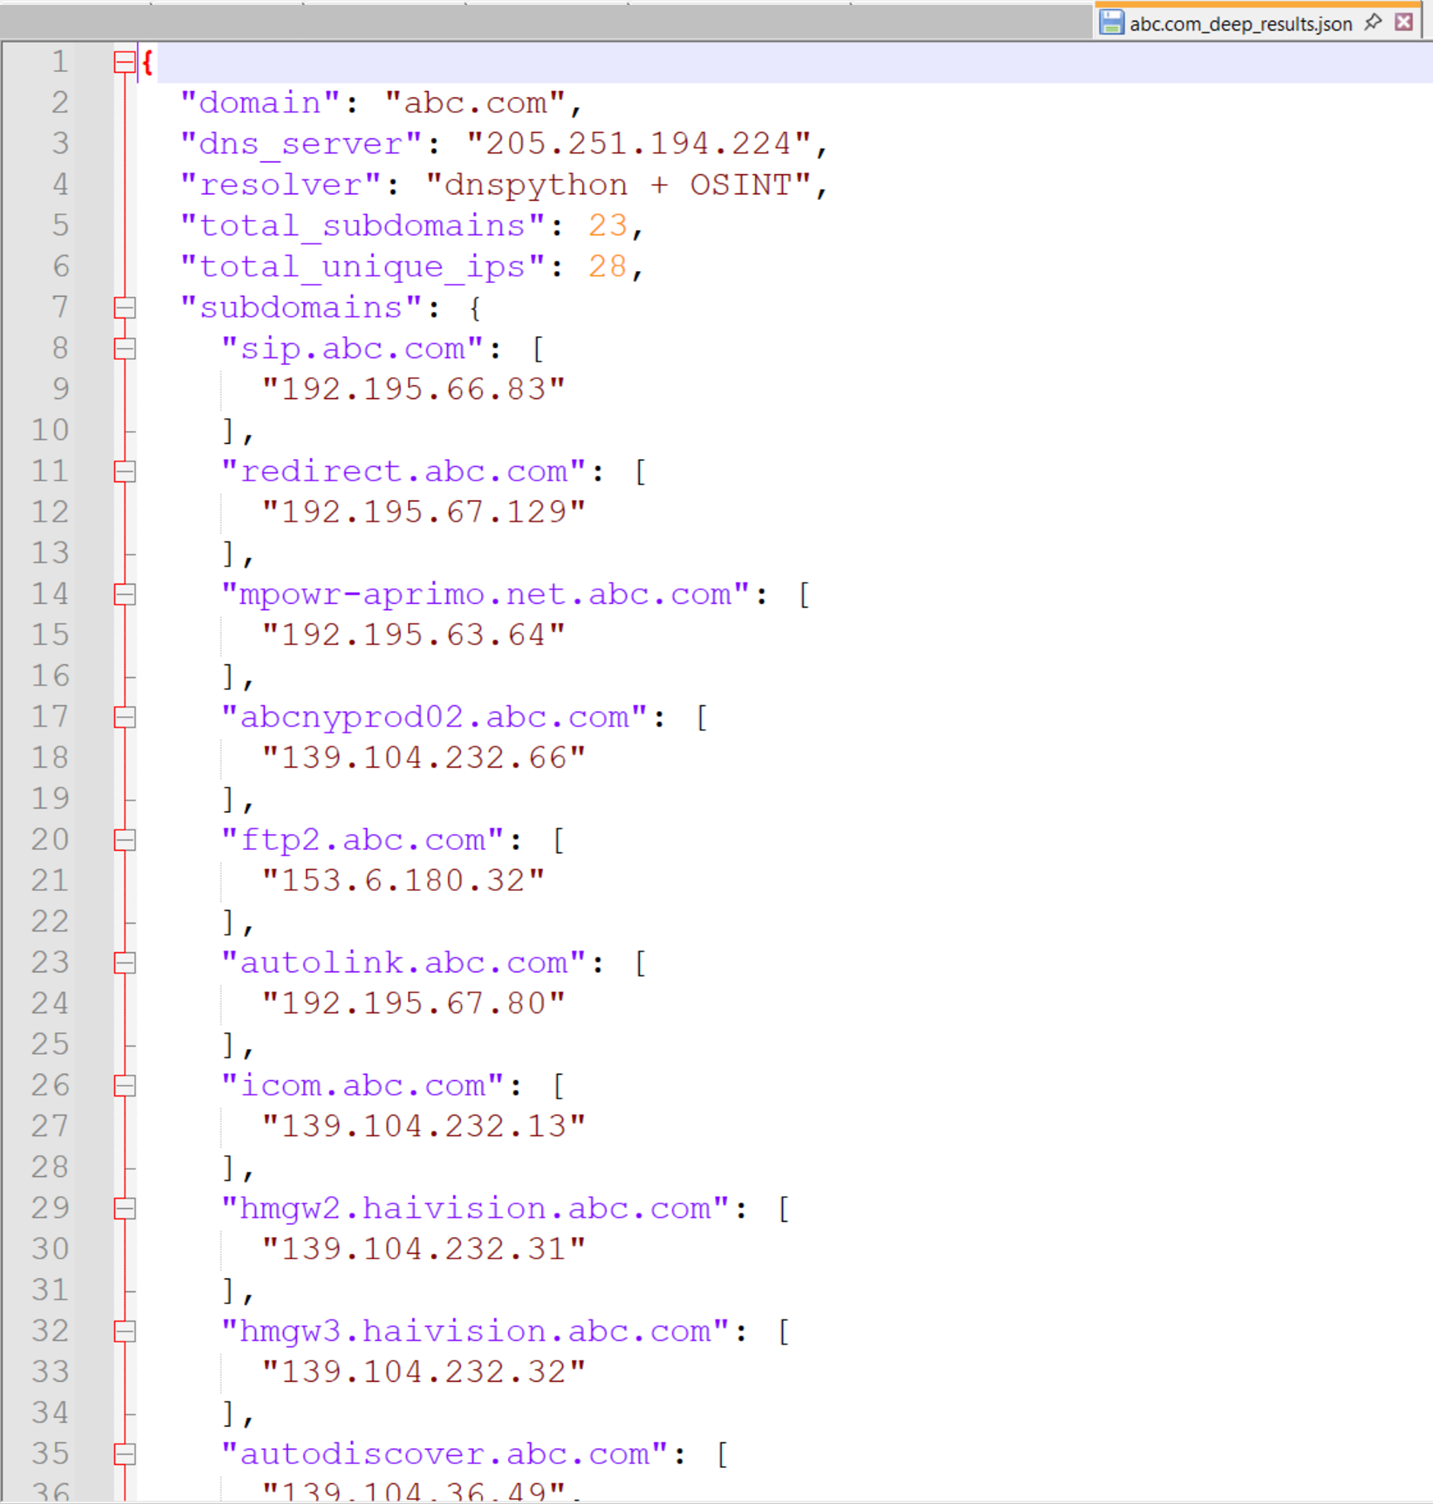 abc.com_deep_results.json
1 {
2 "domain": "abc.com",
3 "dns_server": "205.251.194.224",
4 "resolver": "dnspython + OSINT",
5 "total_subdomains": 23,
6 "total_unique_ips": 28,
7 "subdomains": {
8 "sip.abc.com": [
9 "192.195.66.83"
10 ],
11 "redirect.abc.com": [
12 "192.195.67.129"
13 ],
14 "mpowr-aprimo.net.abc.com": [
15 "192.195.63.64"
16 ],
17 "abcnyprod02.abc.com": [
18 "139.104.232.66"
19 ],
20 "ftp2.abc.com": [
21 "153.6.180.32"
22 ],
23 "autolink.abc.com": [
24 "192.195.67.80"
25 ],
26 "icom.abc.com": [
27 "139.104.232.13"
28 ],
29 "hmgw2.haivision.abc.com": [
30 "139.104.232.31"
31 ],
32 "hmgw3.haivision.abc.com": [
33 "139.104.232.32"
34 ],
35 "autodiscover.abc.com": [
36 "139.104.36.49",